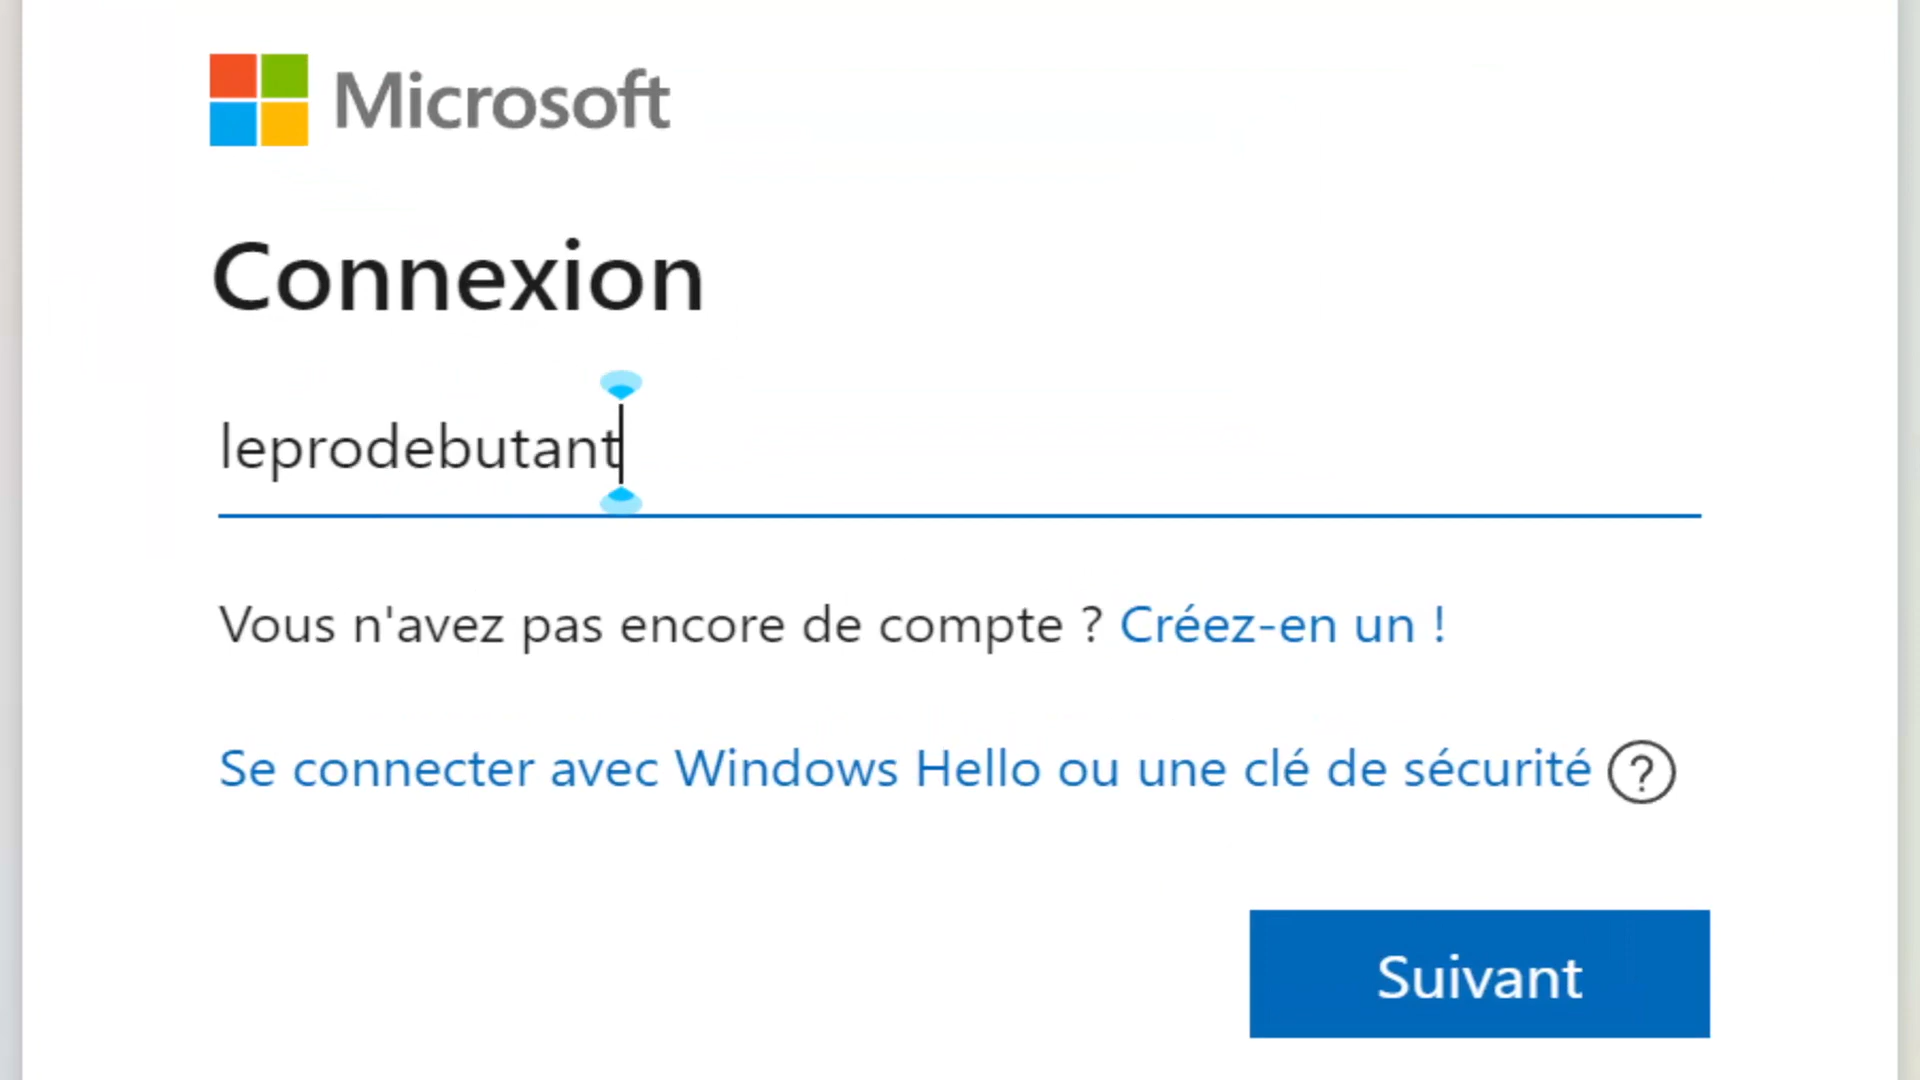 Microsoft
Connexion
leprodebutant
Vous n'avez pas encore de compte ? Créez-en un !
Se connecter avec Windows Hello ou une clé de sécurité ?
Suivant